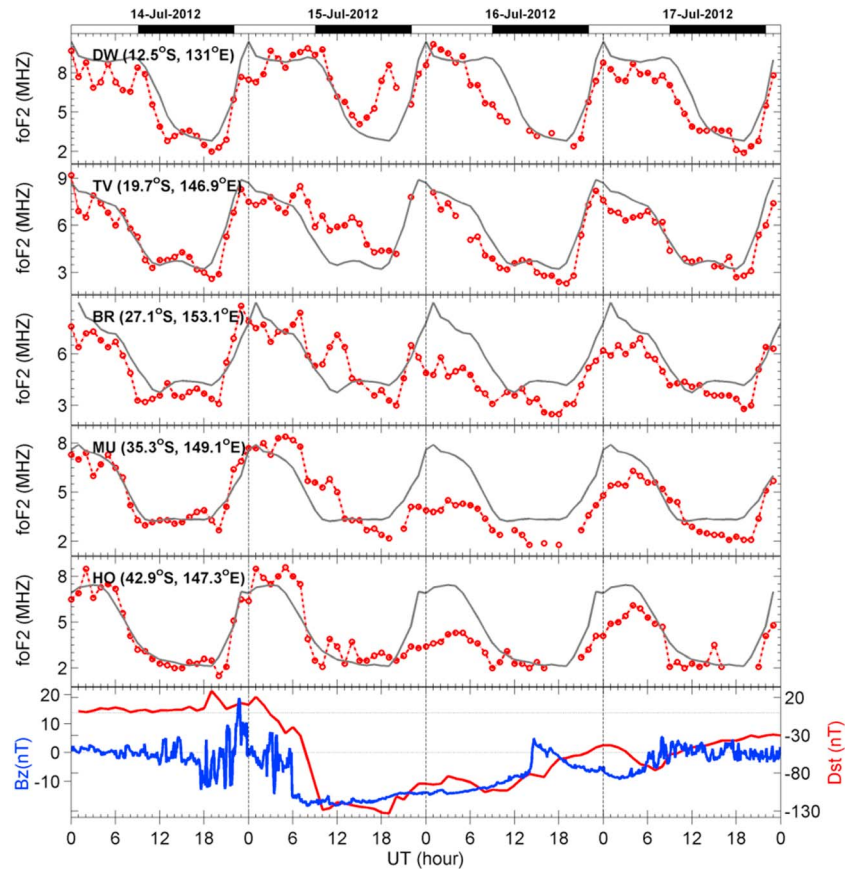 14-Jul-2012 15-Jul-2012 16-Jul-2012 17-Jul-2012
DW (12.5°S, 131°E)
foF2 (MHZ)
8
5
2
TV (19.7°S, 146.9°E)
foF2 (MHZ)
9
6
3
BR (27.1°S, 153.1°E)
foF2 (MHZ)
6
3
MU (35.3°S, 149.1°E)
foF2 (MHZ)
8
5
2
HO (42.9°S, 147.3°E)
foF2 (MHZ)
8
5
2
Bz(nT)
20
10
0
-10
20
-30
-80
-130
Dst (nT)
0 6 12 18 0 6 12 18 0 6 12 18 0 6 12 18 0
UT (hour)